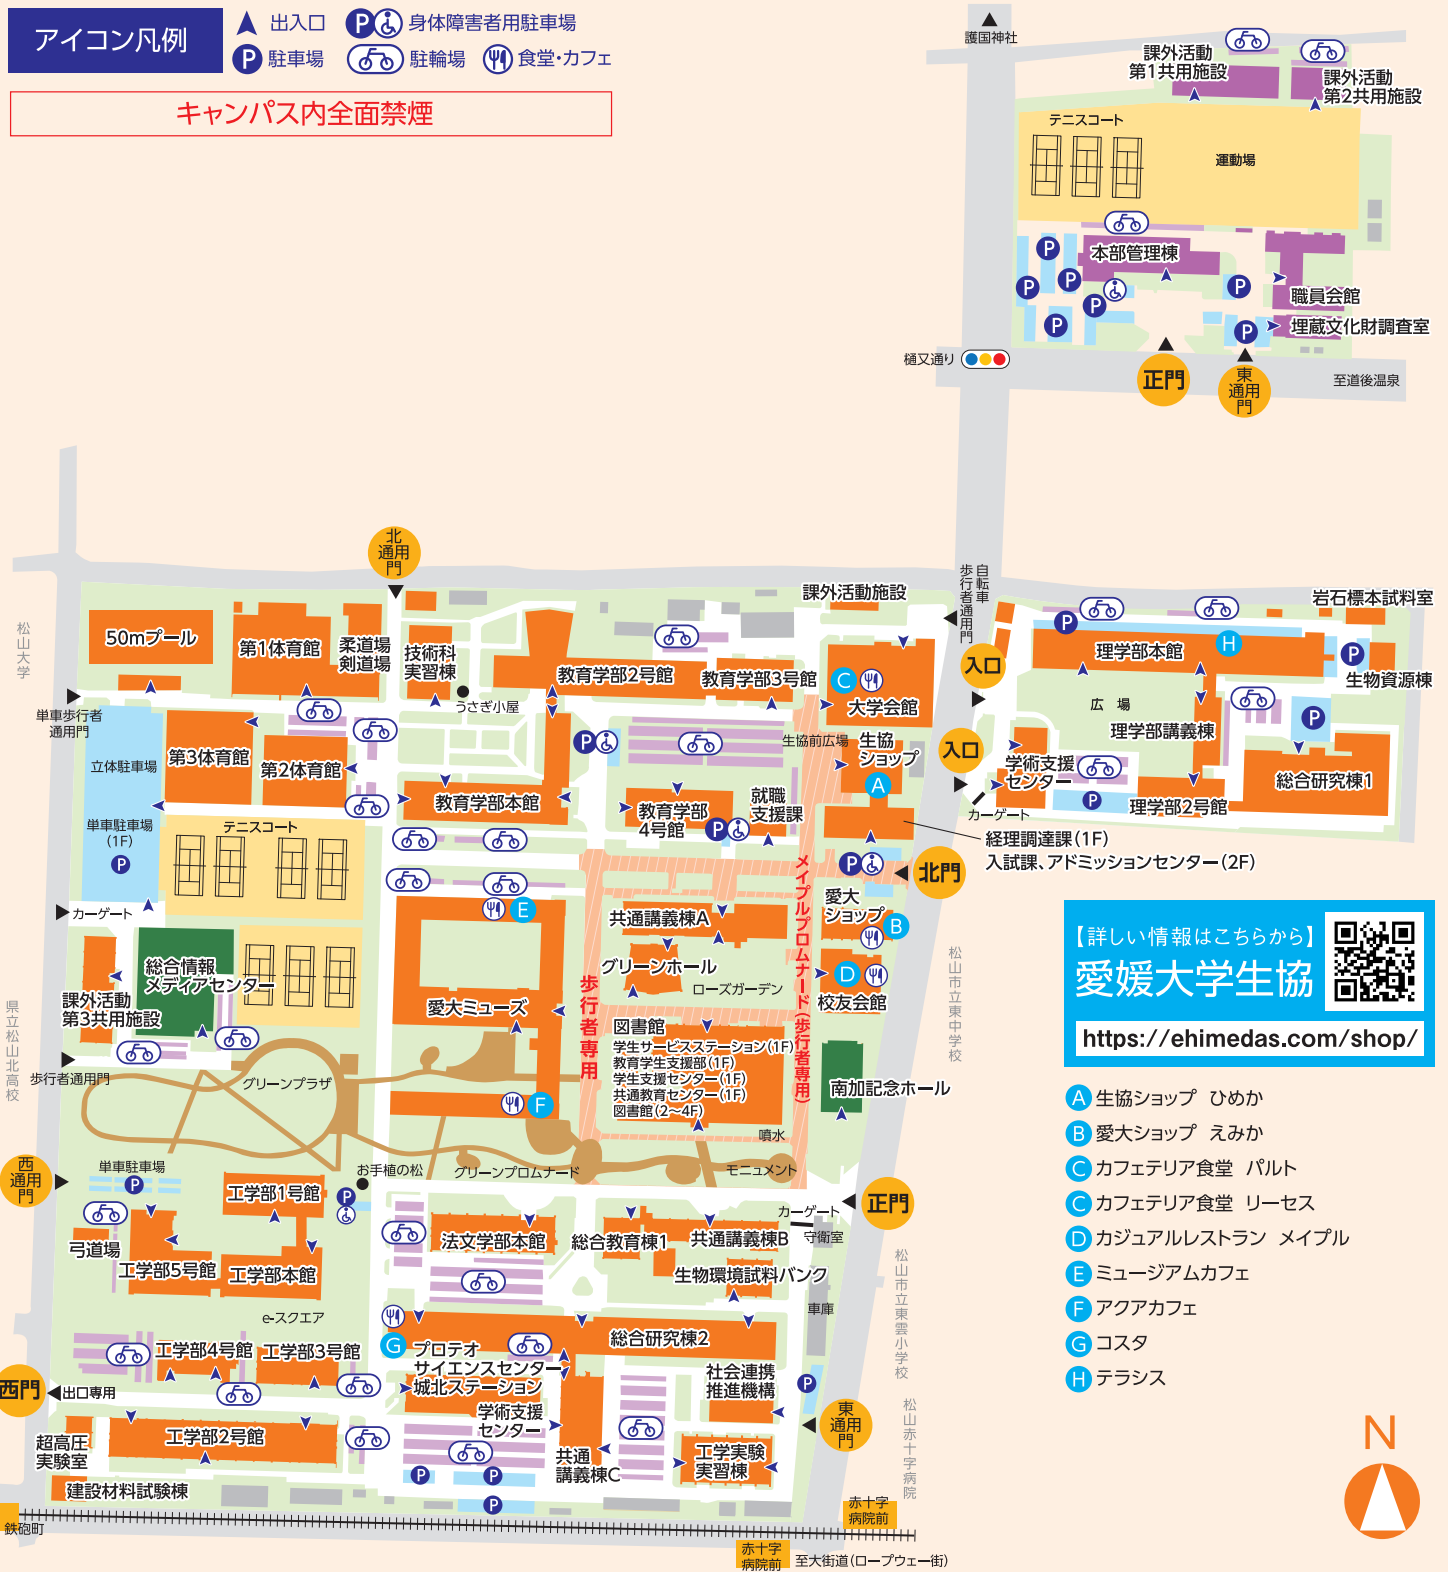 アイコン凡例
出入口
身体障害者用駐車場
駐車場
駐輪場
食堂・カフェ
キャンパス内全面禁煙
護国神社
課外活動
第1共用施設
課外活動
第2共用施設
テニスコート
運動場
本部管理棟
職員会館
埋蔵文化財調査室
樋又通り
正門
東
通用
門
至道後温泉
北
通用
門
自転車
歩行者通用門
松山大学
50mプール
第1体育館
柔道場
剣道場
技術科
実習棟
うさぎ小屋
教育学部2号館
教育学部3号館
課外活動施設
大学会館
C
入口
理学部本館
H
岩石標本試料室
生物資源棟
広場
理学部講義棟
単車歩行者
通用門
立体駐車場
第3体育館
第2体育館
生協前広場
生協
ショップ
A
入口
学術支援
センター
カーゲート
理学部2号館
総合研究棟1
単車駐車場
(1F)
テニスコート
教育学部本館
教育学部
4号館
就職
支援課
経理調達課(1F)
入試課、アドミッションセンター(2F)
北門
カーゲート
メイプルプロムナード(歩行者専用)
愛大
ショップ
B
E
共通講義棟A
グリーンホール
ローズガーデン
D
校友会館
総合情報
メディアセンター
課外活動
第3共用施設
愛大ミューズ
歩行者専用
図書館
学生サービスステーション(1F)
教育学生支援部(1F)
学生支援センター(1F)
共通教育センター(1F)
図書館(2〜4F)
南加記念ホール
松山市立東中学校
県立松山北高校
歩行者通用門
グリーンプラザ
F
噴水
モニュメント
西
通用
門
単車駐車場
お手植の松
グリーンプロムナード
カーゲート
守衛室
正門
工学部1号館
弓道場
工学部5号館
工学部本館
法文学部本館
総合教育棟1
共通講義棟B
生物環境試料バンク
車庫
松山市立東雲小学校
e-スクエア
G
プロテオ
サイエンスセンター
城北ステーション
総合研究棟2
社会連携
推進機構
工学部4号館
工学部3号館
西門
出口専用
学術支援
センター
共通
講義棟C
工学実験
実習棟
東
通用
門
松山赤十字病院
超高圧
実験室
工学部2号館
建設材料試験棟
鉄砲町
赤十字
病院前
赤十字
病院前
至大街道(ロープウェー街)
【詳しい情報はこちらから】
愛媛大学生協
https://ehimedas.com/shop/
A 生協ショップ ひめか
B 愛大ショップ えみか
C カフェテリア食堂 パルト
C カフェテリア食堂 リーセス
D カジュアルレストラン メイプル
E ミュージアムカフェ
F アクアカフェ
G コスタ
H テラシス
N